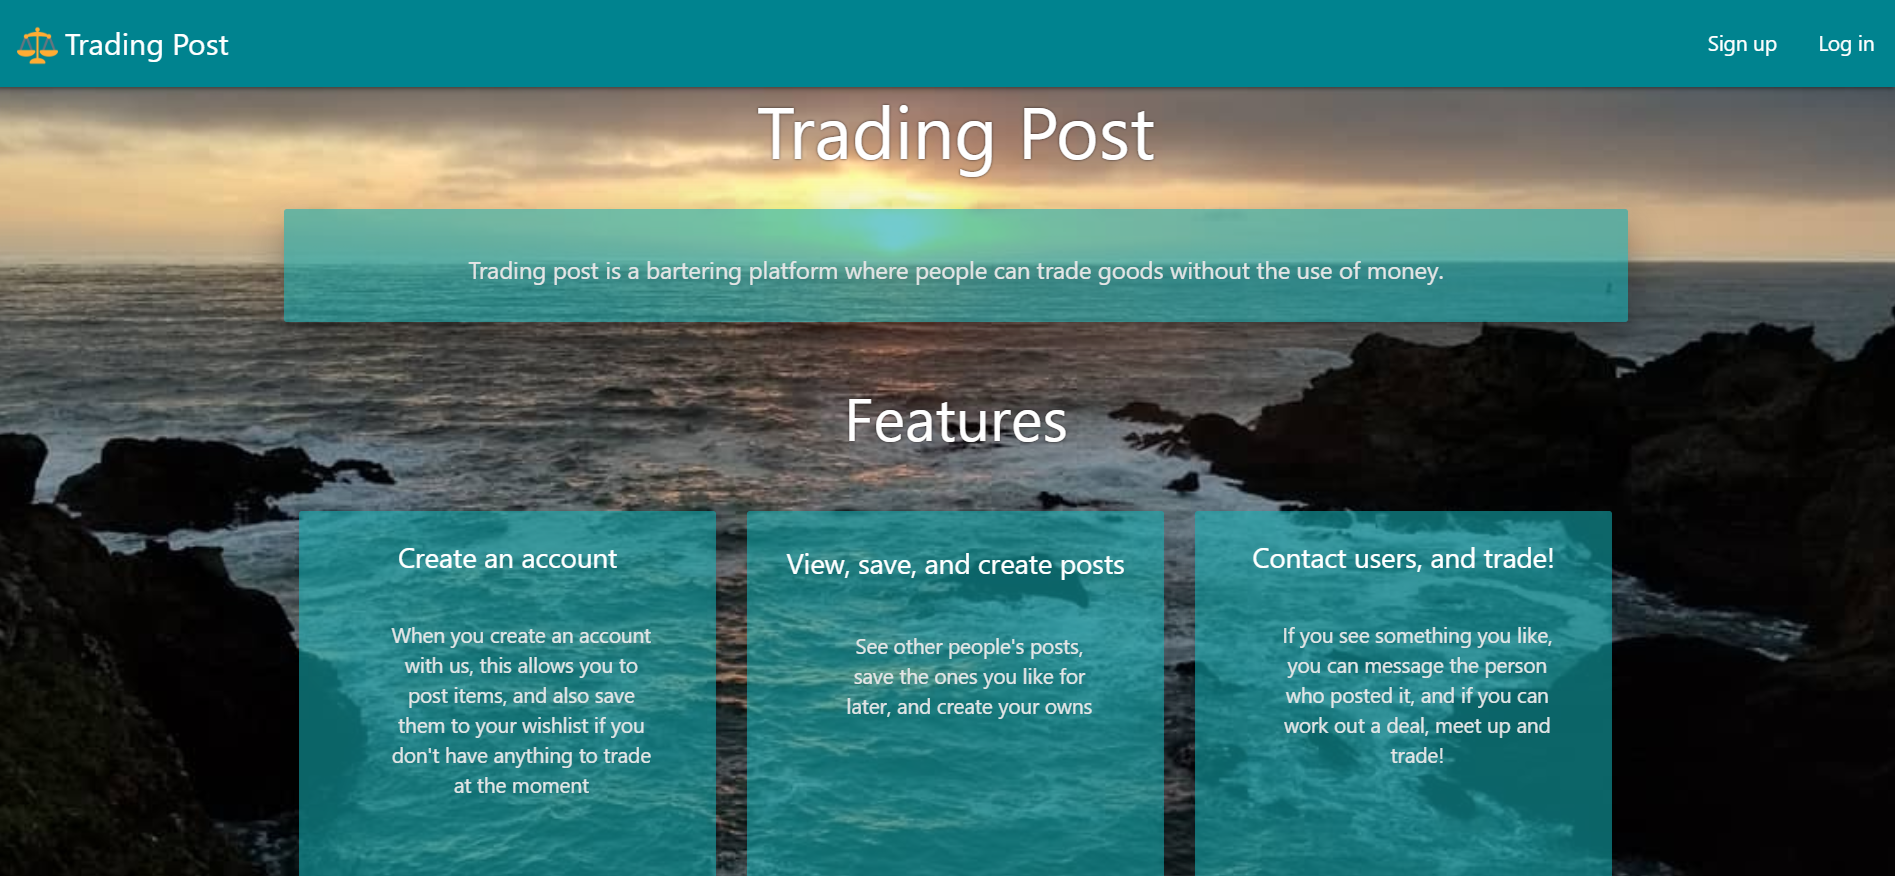 Trading Post
Sign up
Log in
Trading Post
Trading post is a bartering platform where people can trade goods without the use of money.
Features
Create an account
When you create an account
with us, this allows you to
post items, and also save
them to your wishlist if you
don't have anything to trade
at the moment
View, save, and create posts
See other people's posts,
save the ones you like for
later, and create your owns
Contact users, and trade!
If you see something you like,
you can message the person
who posted it, and if you can
work out a deal, meet up and
trade!